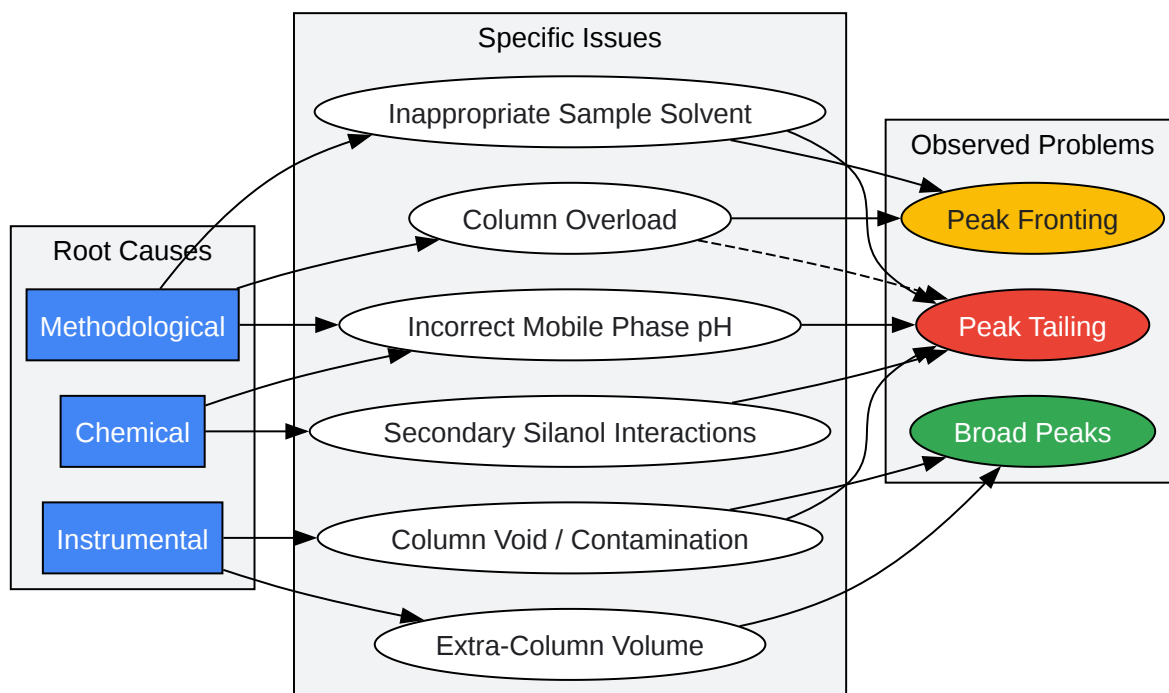 Root Causes
Methodological
Chemical
Instrumental
Specific Issues
Inappropriate Sample Solvent
Column Overload
Incorrect Mobile Phase pH
Secondary Silanol Interactions
Column Void / Contamination
Extra-Column Volume
Observed Problems
Peak Fronting
Peak Tailing
Broad Peaks